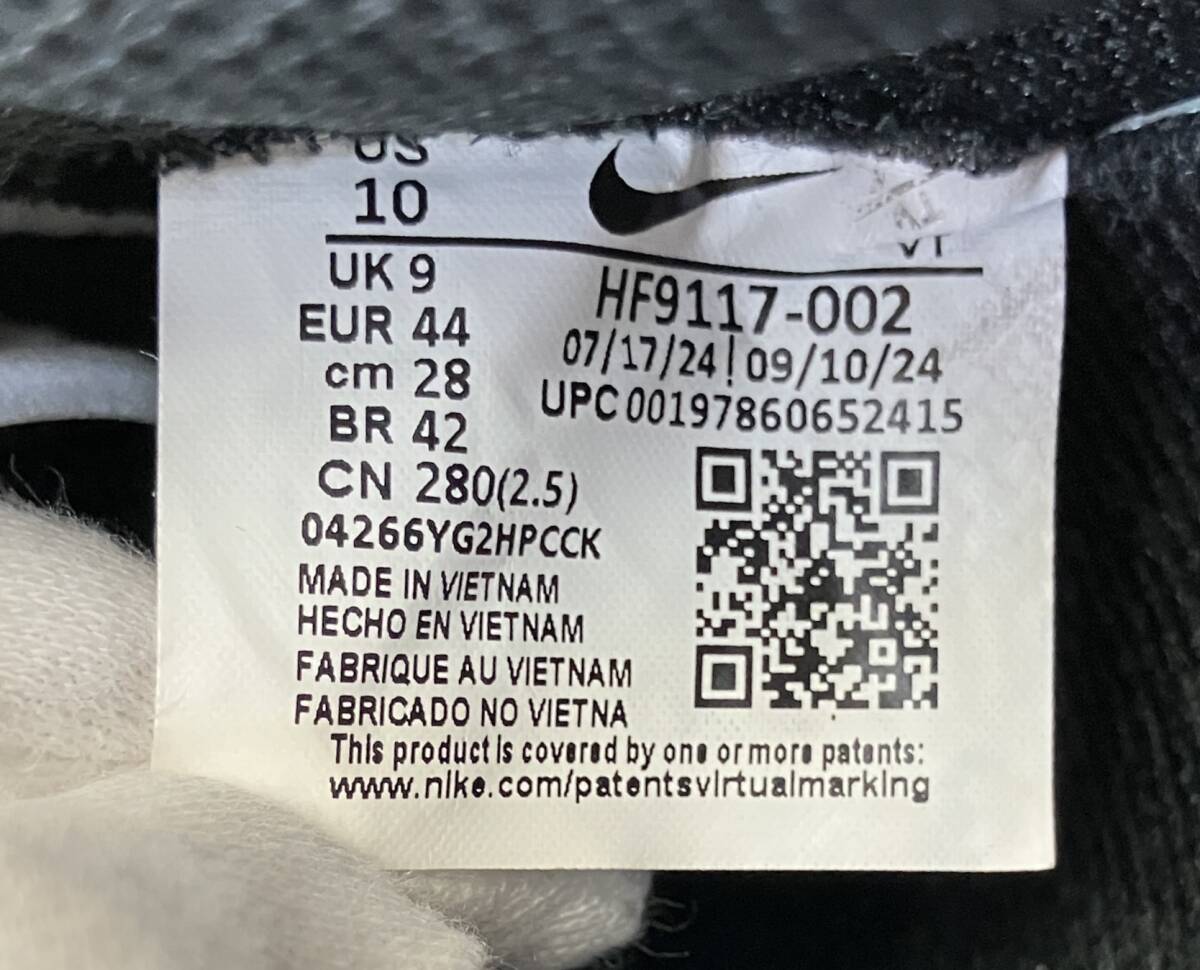 US
10
UK 9
EUR 44
cm 28
BR 42
CN 280(2.5)
04266YG2HPCCK
MADE IN VIETNAM
HECHO EN VIETNAM
FABRIQUE AU VIETNAM
FABRICADO NO VIETNA
VT
HF9117-002
07/17/24 | 09/10/24
UPC 00197860652415
This product is covered by one or more patents:
www.nike.com/patentsvirtualmarking